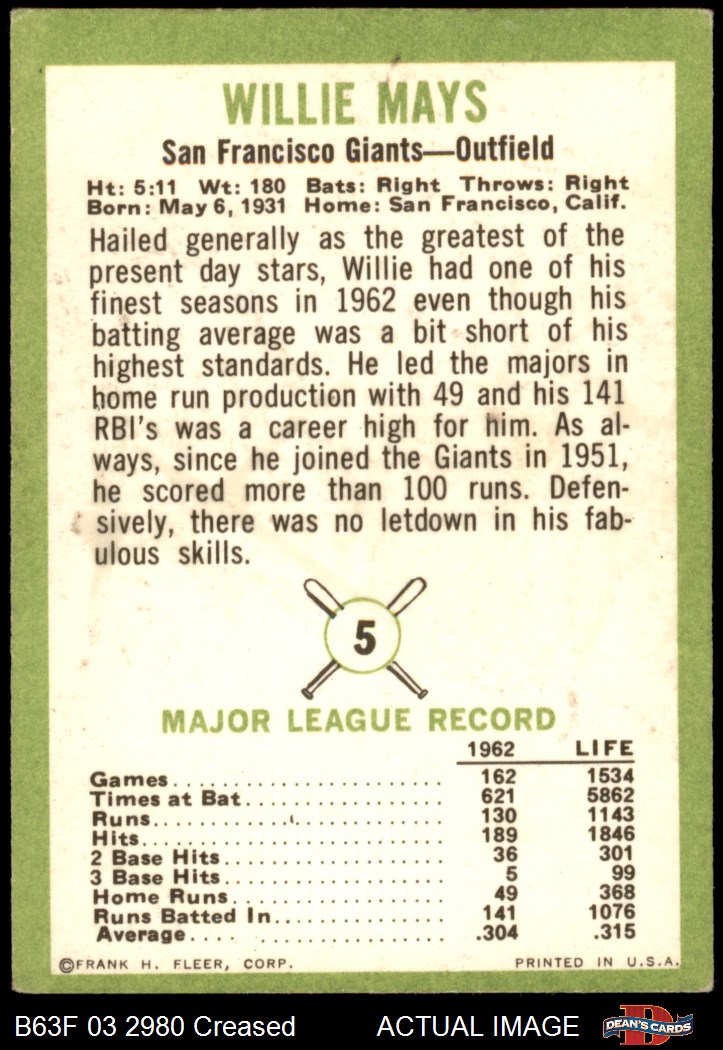 WILLIE MAYS
San Francisco Giants—Outfield
Ht: 5:11 Wt: 180 Bats: Right Throws: Right
Born: May 6, 1931 Home: San Francisco, Calif.
Hailed generally as the greatest of the
present day stars, Willie had one of his
finest seasons in 1962 even though his
batting average was a bit short of his
highest standards. He led the majors in
home run production with 49 and his 141
RBI's was a career high for him. As al-
ways, since he joined the Giants in 1951,
he scored more than 100 runs. Defen-
sively, there was no letdown in his fab-
ulous skills.
5
MAJOR LEAGUE RECORD
1962 LIFE
Games 162 1534
Times at Bat 621 5862
Runs 130 1143
Hits 189 1846
2 Base Hits 36 301
3 Base Hits 5 99
Home Runs 49 368
Runs Batted In 141 1076
Average .304 .315
©FRANK H. FLEER, CORP. PRINTED IN U.S.A.
B63F 03 2980 Creased ACTUAL IMAGE D DEAN'S CARDS